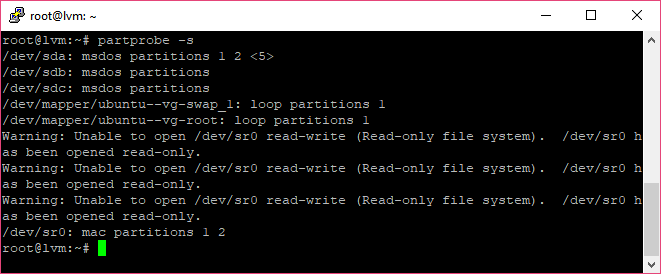 root@lvm: ~
root@lvm:~# partprobe -s
/dev/sda: msdos partitions 1 2 <5>
/dev/sdb: msdos partitions
/dev/sdc: msdos partitions
/dev/mapper/ubuntu--vg-swap_1: loop partitions 1
/dev/mapper/ubuntu--vg-root: loop partitions 1
Warning: Unable to open /dev/sr0 read-write (Read-only file system).  /dev/sr0 h
as been opened read-only.
Warning: Unable to open /dev/sr0 read-write (Read-only file system).  /dev/sr0 h
as been opened read-only.
Warning: Unable to open /dev/sr0 read-write (Read-only file system).  /dev/sr0 h
as been opened read-only.
/dev/sr0: mac partitions 1 2
root@lvm:~#